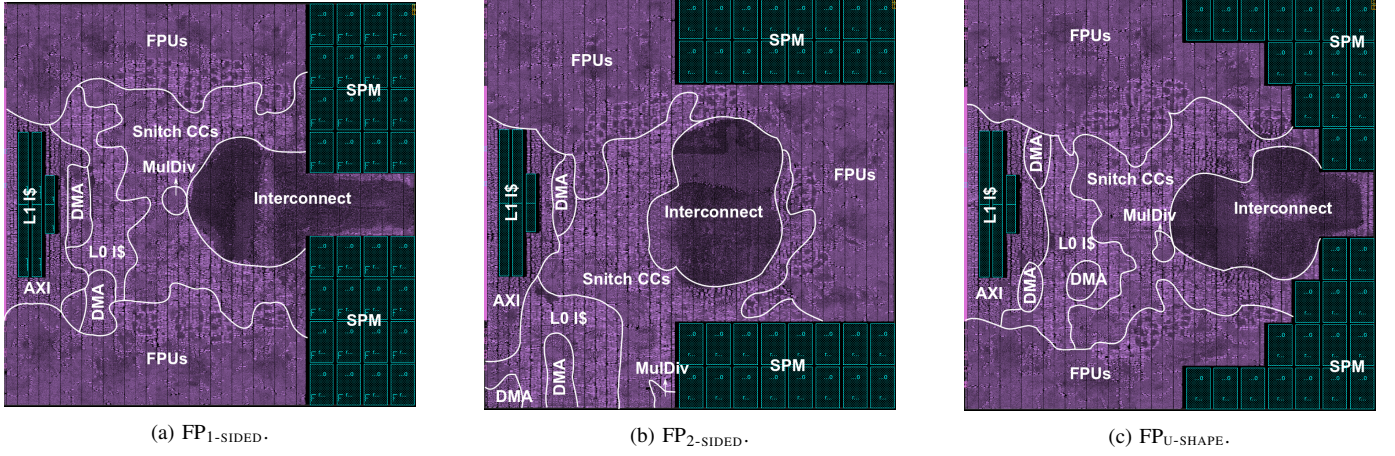 FPUs
SPM
Snitch CCs
MulDiv
L1 I$
DMA
Interconnect
L0 I$
AXI
DMA
SPM
FPUs
(a) FP1-SIDED.
SPM
FPUs
L1 I$
DMA
FPUs
Interconnect
Snitch CCs
AXI
L0 I$
DMA
MulDiv
SPM
DMA
(b) FP2-SIDED.
FPUs
SPM
DMA
Snitch CCs
L1 I$
MulDiv
Interconnect
L0 I$
AXI
DMA
DMA
FPUs
SPM
(c) FPU-SHAPE.